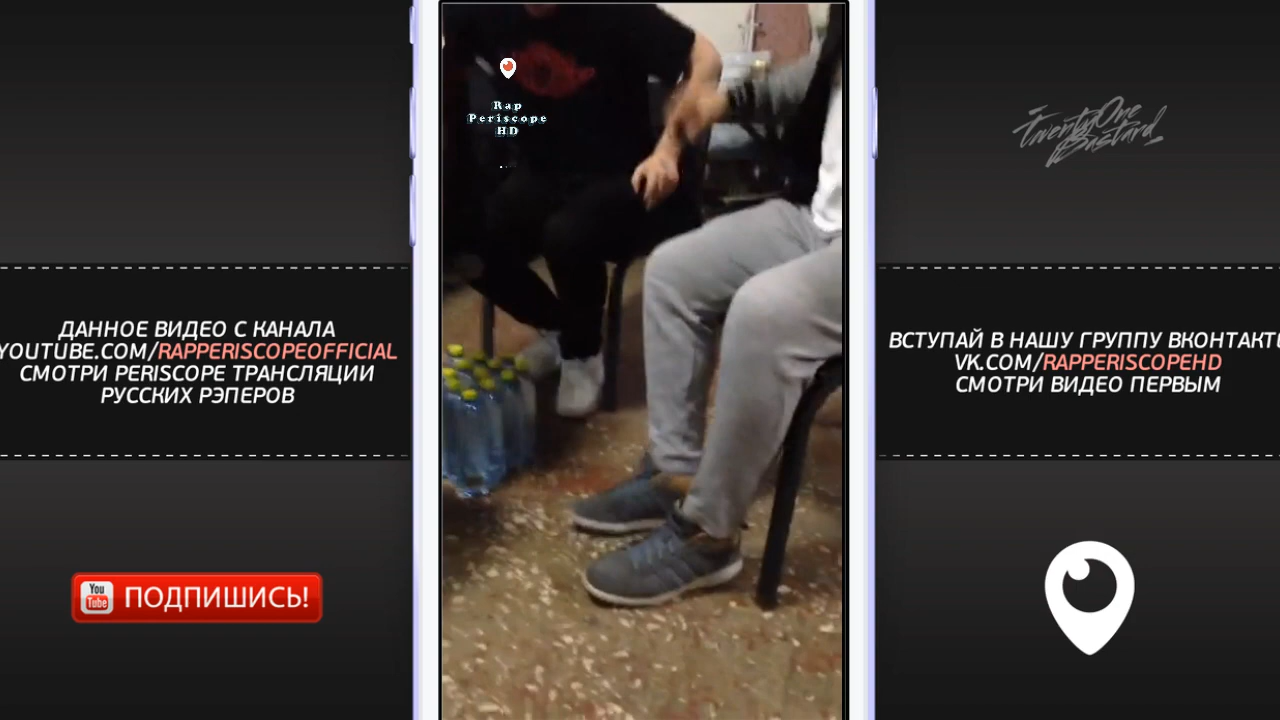 ДАННОЕ ВИДЕО С КАНАЛА
YOUTUBE.COM/RAPPERISCOPEOFFICIAL
СМОТРИ PERISCOPE ТРАНСЛЯЦИИ
РУССКИХ РЭПЕРОВ
You
Tube
ПОДПИШИСЬ!
Rap
Periscope
HD
TwentyOne
Bastard
ВСТУПАЙ В НАШУ ГРУППУ ВКОНТАКТЕ
VK.COM/RAPPERISCOPEHD
СМОТРИ ВИДЕО ПЕРВЫМ